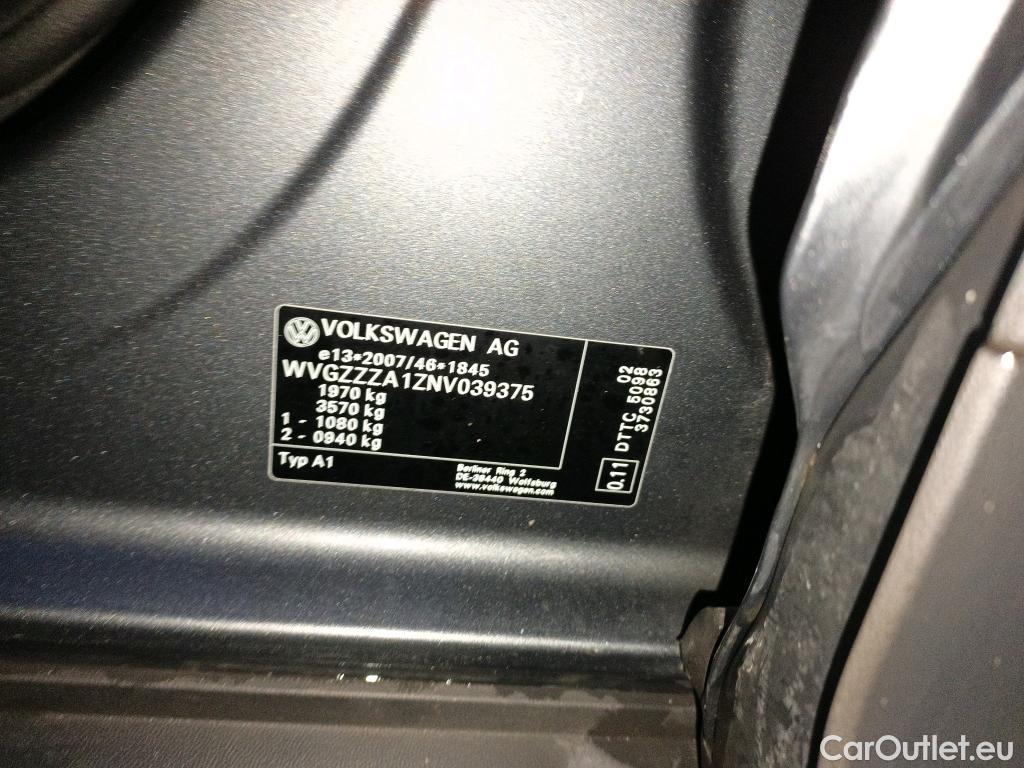 VOLKSWAGEN AG
e13*2007/46*1845
WVGZZZA1ZNV039375
1970 kg
3570 kg
1 - 1080 kg
2 - 0940 kg
Typ A1
Berliner Ring 2
DE-38440 Wolfsburg
www.volkswagen.com
0.11 DTTC 5098 02
3730863
CarOutlet.eu